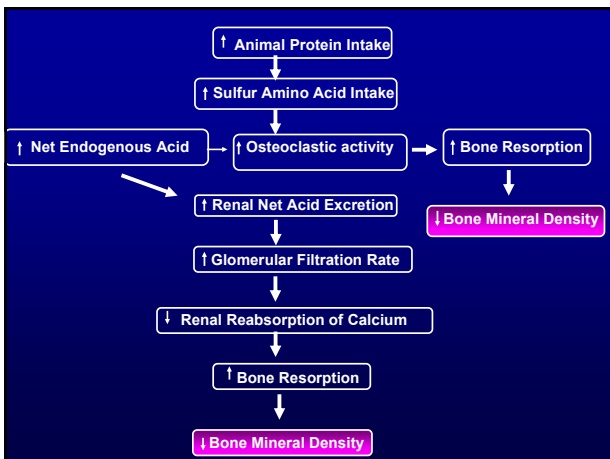 ↑ Animal Protein Intake
↑ Sulfur Amino Acid Intake
↑ Net Endogenous Acid
↑ Osteoclastic activity
↑ Bone Resorption
↓ Bone Mineral Density
↑ Renal Net Acid Excretion
↑ Glomerular Filtration Rate
↓ Renal Reabsorption of Calcium
↑ Bone Resorption
↓ Bone Mineral Density